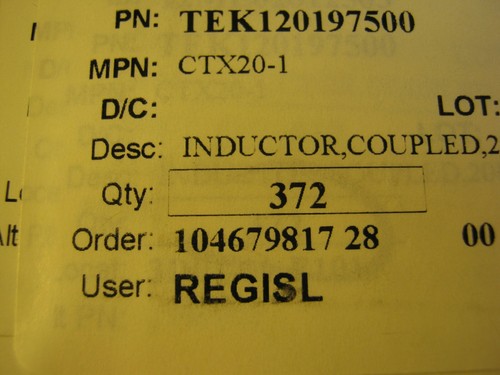 PN: TEK120197500
MPN: CTX20-1
D/C: LOT:
Desc: INDUCTOR,COUPLED,2
Qty: 372
Order: 104679817 28 00
User: REGISL